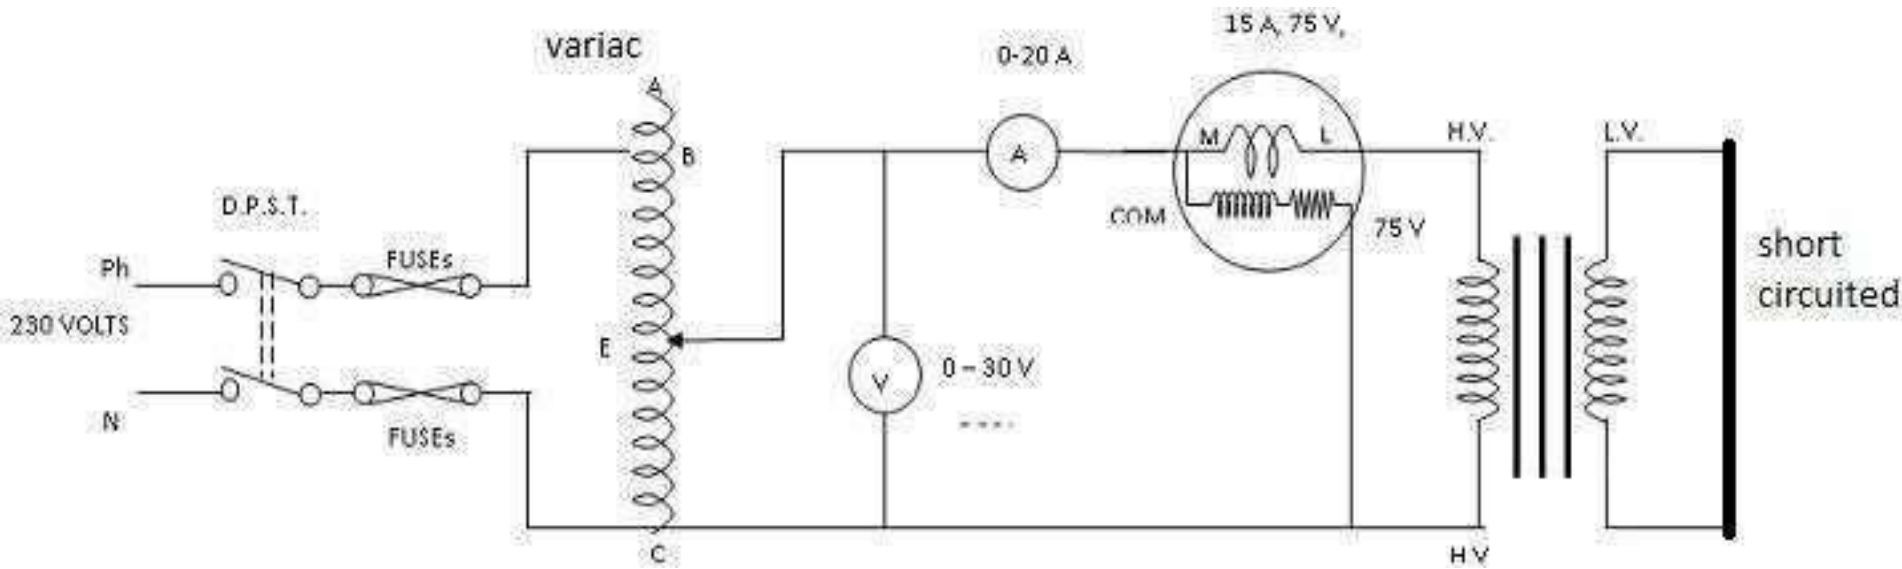 15 A, 75 V,
variac
0-20 A
A
H.V.
L.V.
M
L
B
A
D.P.S.T.
COM
75 V
Ph
FUSEs
short
circuited
230 VOLTS
E
V
0 – 30 V
N
FUSEs
C
H V